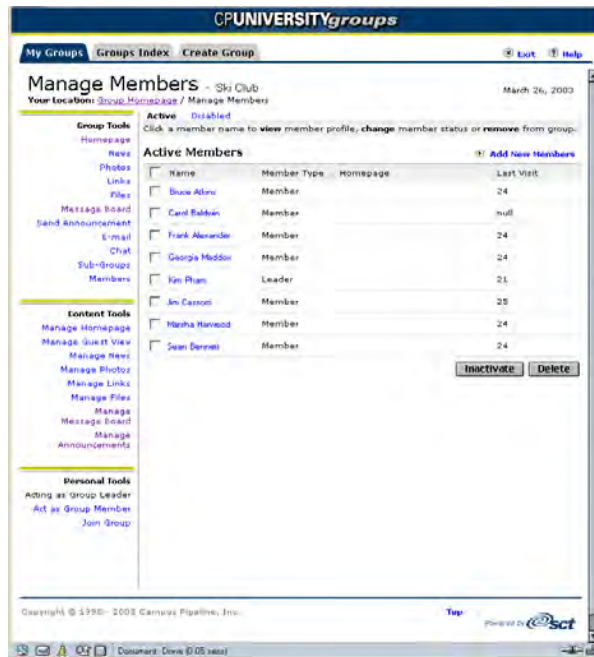 CPUNIVERSITYgroups
My Groups Groups Index Create Group Exit Help
Manage Members - Ski Club March 26, 2003
Your Location: Group Homepage / Manage Members
Active Disabled
Click a member name to view member profile, change member status or remove from group.
Group Tools
Homepage
News
Photos
Links
Files
Message Board
Send Announcement
E-mail
Chat
Sub-Groups
Members
Content Tools
Manage Homepage
Manage Guest View
Manage News
Manage Photos
Manage Links
Manage Files
Manage
Message Board
Manage
Announcements
Personal Tools
Acting as Group Leader
Act as Group Member
Join Group
Active Members Add New Members
Name Member Type Homepage Last Visit
Bruce Member 24
Carol Baldwin Member null
Frank Alexander Member 24
Georgia Maddox Member 24
Kim Pham Leader 21
Jim Member 25
Marsha Harwood Member 24
Sean Bennett Member 24
Inactivate Delete
Copyright © 1998 - 2003 Campus Pipeline, Inc. Top
Powered by sct
Document: Done (0.05 secs)